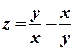 z = y/x − x/y